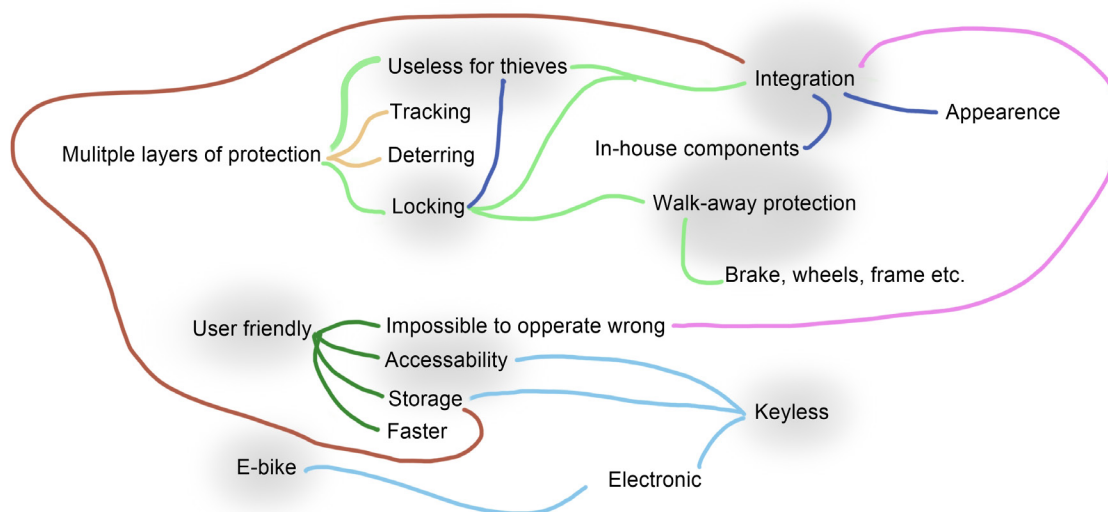 Useless for thieves
Integration
Tracking
Appearence
Mulitple layers of protection
Deterring
In-house components
Locking
Walk-away protection
Brake, wheels, frame etc.
User friendly
Impossible to opperate wrong
Accessability
Storage
Keyless
Faster
E-bike
Electronic